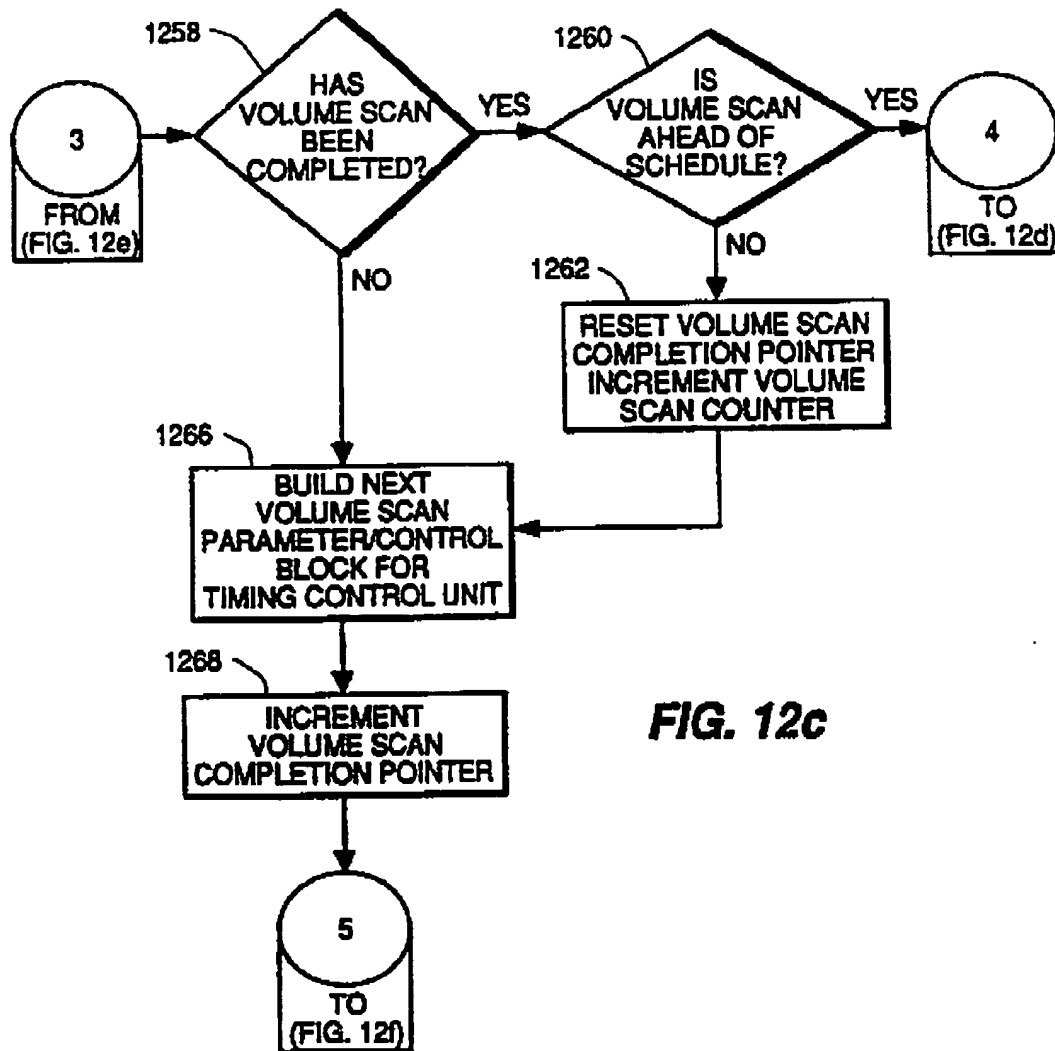 1258
HAS
VOLUME SCAN
BEEN
COMPLETED?
YES
NO
1260
IS
VOLUME SCAN
AHEAD OF
SCHEDULE?
YES
NO
3
FROM
(FIG. 12e)
4
TO
(FIG. 12d)
1262
RESET VOLUME SCAN
COMPLETION POINTER
INCREMENT VOLUME
SCAN COUNTER
1266
BUILD NEXT
VOLUME SCAN
PARAMETER/CONTROL
BLOCK FOR
TIMING CONTROL UNIT
1268
INCREMENT
VOLUME SCAN
COMPLETION POINTER
FIG. 12c
5
TO
(FIG. 12f)